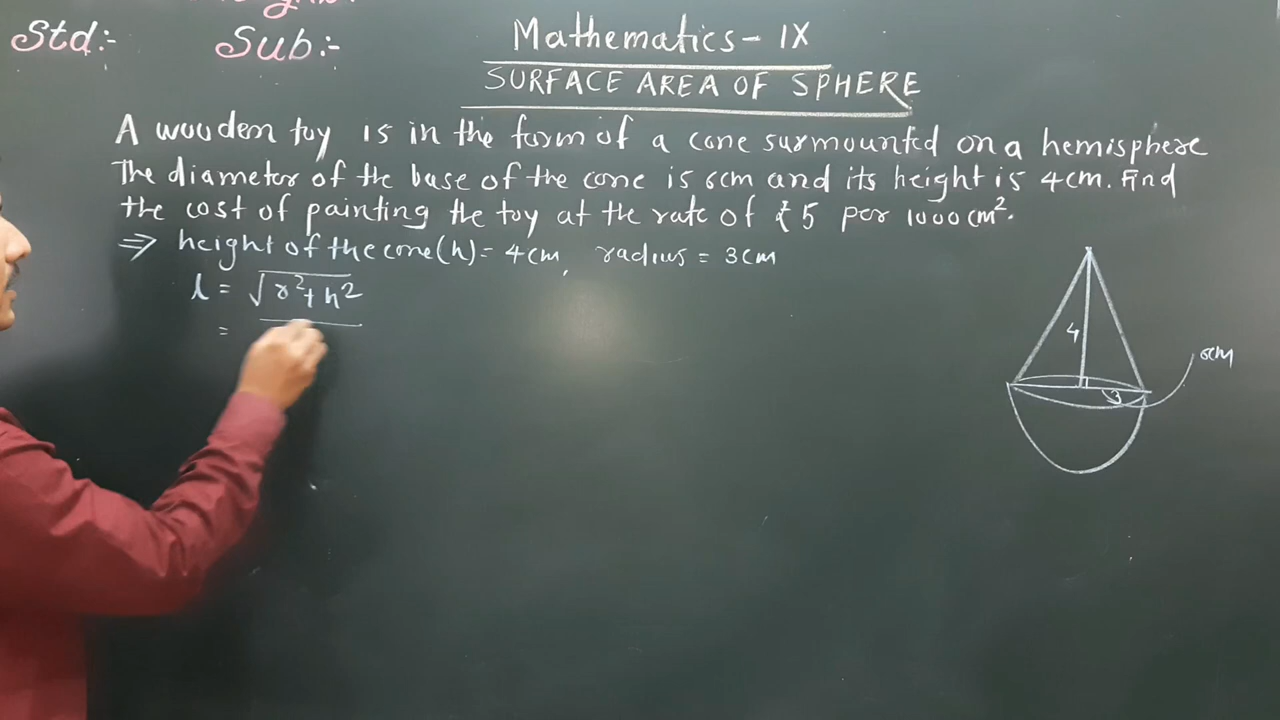 Std:- Sub:-
Mathematics- IX
SURFACE AREA OF SPHERE
A wooden toy is in the form of a cone surmounted on a hemisphere
The diameter of the base of the cone is 6cm and its height is 4cm. Find
the cost of painting the toy at the rate of ₹5 per 1000cm².
⇒ height of the cone(h)= 4cm, radius = 3cm
l = √r²+h²
=
4
3
6cm